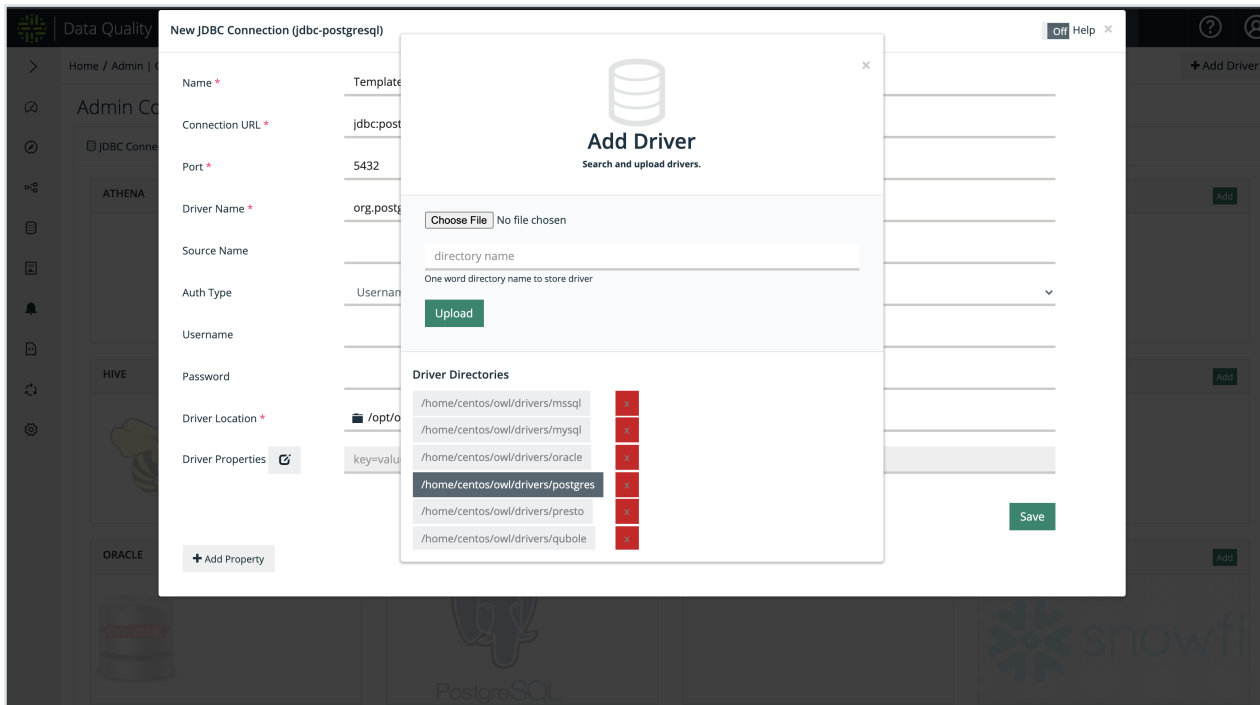 Data Quality
New JDBC Connection (jdbc-postgresql)
Off Help ×
Home / Admin |
+ Add Driver
Admin
×
Name *
Template
Add Driver
Search and upload drivers.
Connection URL *
jdbc:post
JDBC
Port *
5432
ATHENA
Add
Driver Name *
org.postg
Choose File No file chosen
Source Name
directory name
One word directory name to store driver
Auth Type
Upload
Username
HIVE
Add
Password
Driver Directories
/home/centos/owl/drivers/mssql x
/home/centos/owl/drivers/mysql x
Driver Location *
/opt/o
/home/centos/owl/drivers/oracle x
Driver Properties
/home/centos/owl/drivers/postgres x
/home/centos/owl/drivers/presto x
Save
/home/centos/owl/drivers/qubole x
ORACLE
Add
+ Add Property
PostgreSQL
snowfl